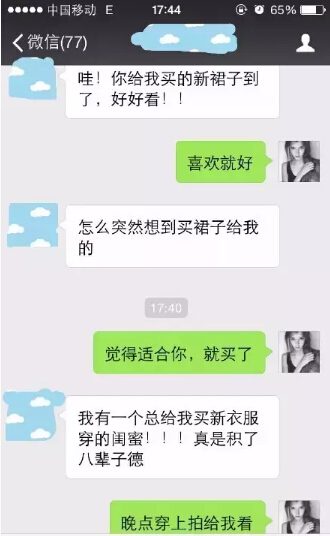 中国移动 E 17:44 65%
微信(77)
哇！你给我买的新裙子到
了，好好看！！
喜欢就好
怎么突然想到买裙子给我
的
17:40
觉得适合你，就买了
我有一个总给我买新衣服
穿的闺蜜！！！真是积了
八辈子德
晚点穿上拍给我看